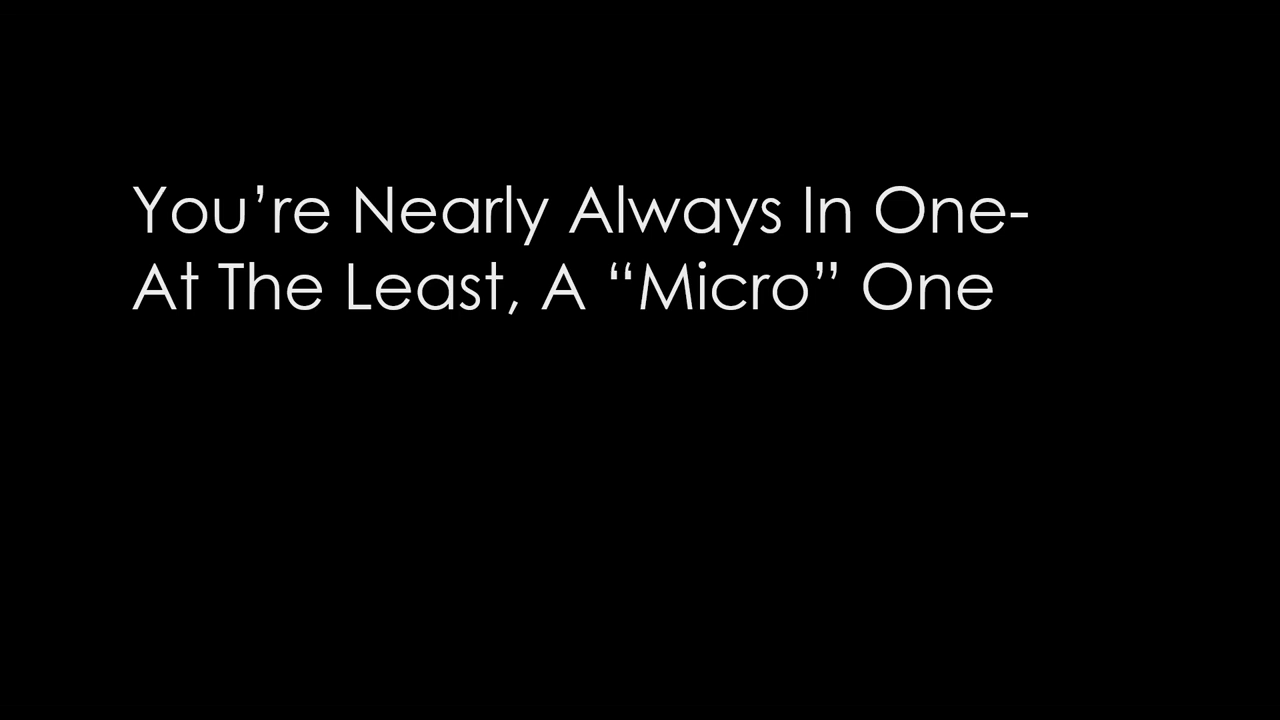 You’re Nearly Always In One-
At The Least, A “Micro” One